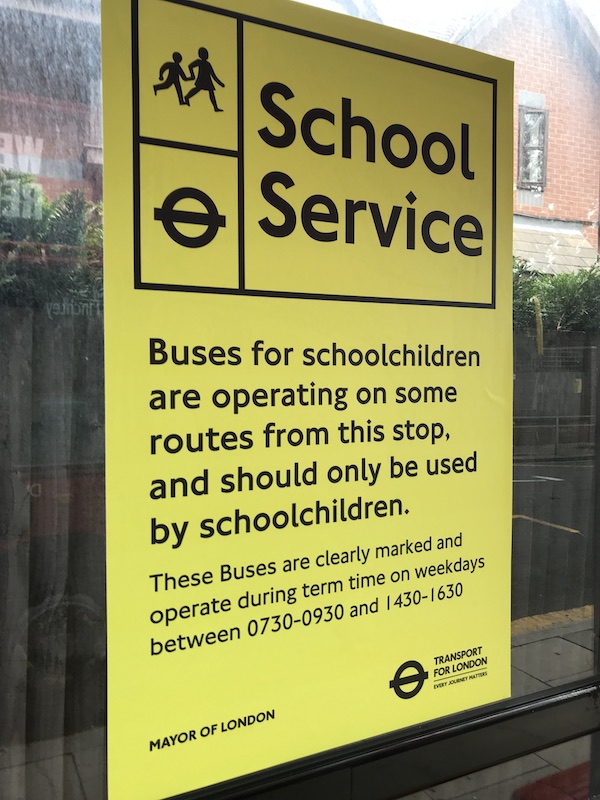 School
Service
Buses for schoolchildren
are operating on some
routes from this stop,
and should only be used
by schoolchildren.
These Buses are clearly marked and
operate during term time on weekdays
between 0730-0930 and 1430-1630
TRANSPORT
FOR LONDON
EVERY JOURNEY MATTERS
MAYOR OF LONDON